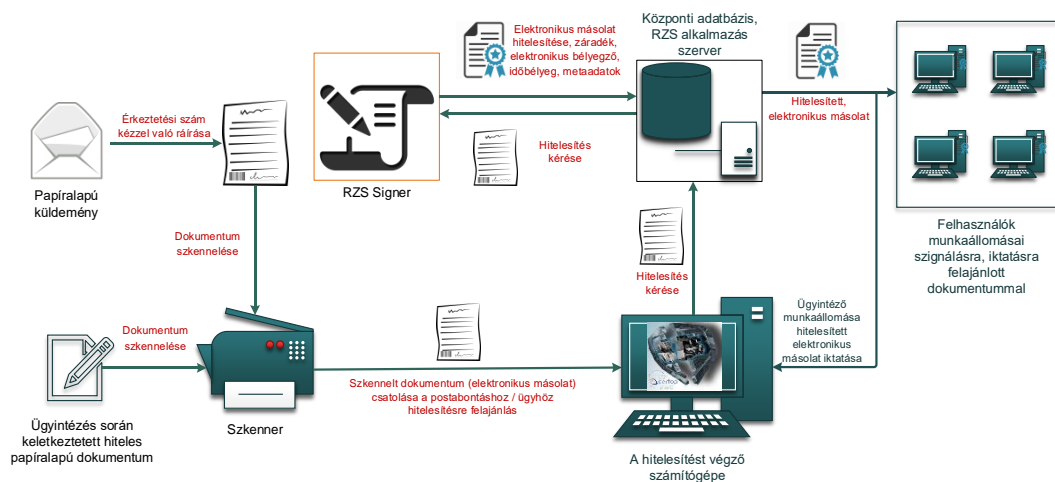 Elektronikus másolat
hitelesítése, záradék,
elektronikus bélyegző,
időbélyeg, metaadatok
Központi adatbázis,
RZS alkalmazás
szerver
Hitelesített,
elektronikus másolat
Érkeztetési szám
kézzel való ráírása
Papíralapú
küldemény
RZS Signer
Hitelesítés
kérése
Felhasználók
munkaállomásai
szignálásra, iktatásra
felajánlott
dokumentummal
Dokumentum
szkennelése
Hitelesítés
kérése
Ügyintéző
munkaállomása
hitelesített
elektronikus
másolat iktatása
Dokumentum
szkennelése
Szkennelt dokumentum (elektronikus másolat)
csatolása a postabontáshoz / ügyhöz
hitelesítésre felajánlás
Ügyintézés során
keletkeztetett hiteles
papíralapú dokumentum
Szkenner
A hitelesítést végző
számítógépe